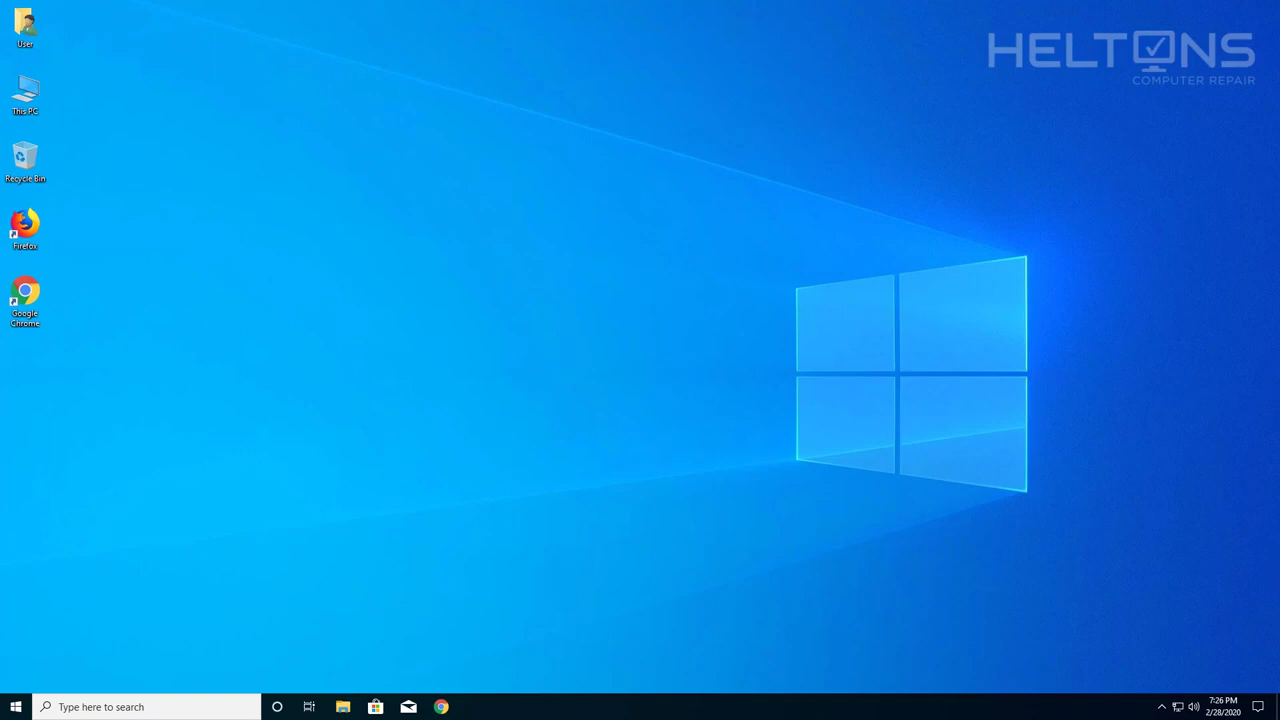 User
This PC
Recycle Bin
Firefox
Google
Chrome
HELTONS
COMPUTER REPAIR
Type here to search
7:26 PM
2/28/2020